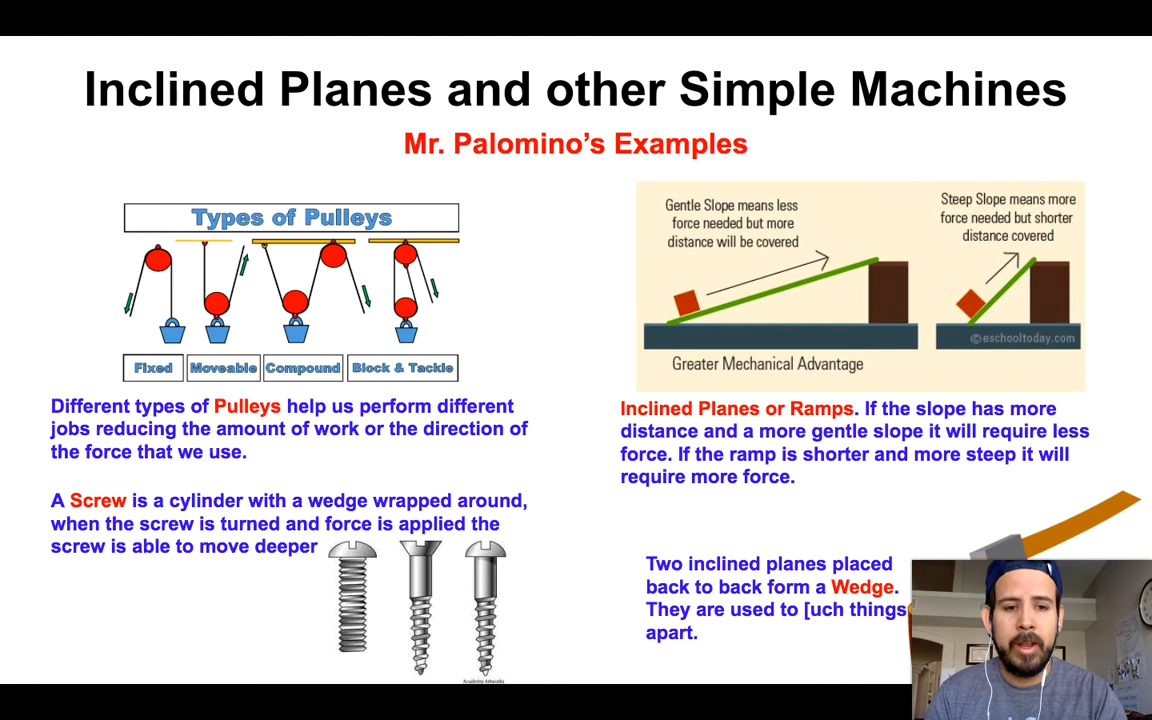 Inclined Planes and other Simple Machines
Mr. Palomino’s Examples
Types of Pulleys
Fixed
Moveable
Compound
Block & Tackle
Different types of Pulleys help us perform different
jobs reducing the amount of work or the direction of
the force that we use.
A Screw is a cylinder with a wedge wrapped around,
when the screw is turned and force is applied the
screw is able to move deeper
Academy Artworks
Gentle Slope means less
force needed but more
distance will be covered
Steep Slope means more
force needed but shorter
distance covered
©eschooltoday.com
Greater Mechanical Advantage
Inclined Planes or Ramps. If the slope has more
distance and a more gentle slope it will require less
force. If the ramp is shorter and more steep it will
require more force.
Two inclined planes placed
back to back form a Wedge.
They are used to [uch things
apart.